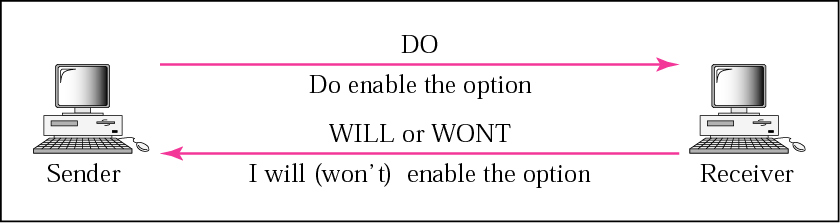 DO
Do enable the option
WILL or WONT
Sender
I will (won't) enable the option
Receiver